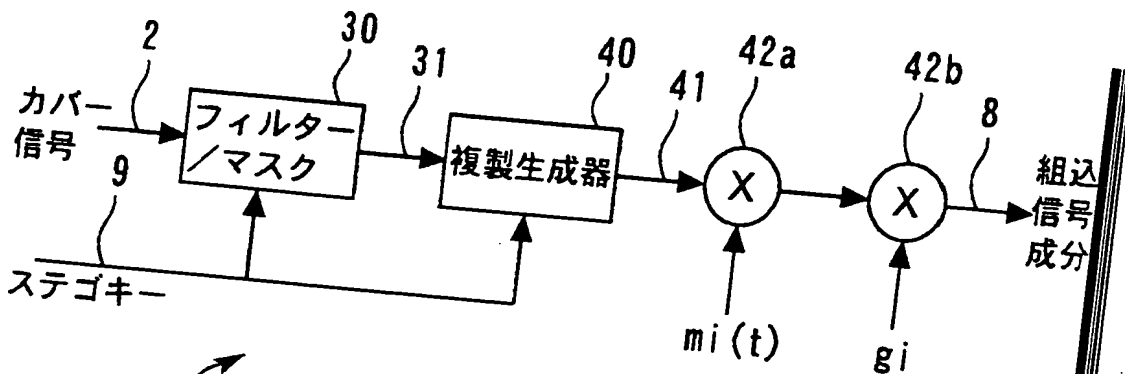 2
30
31
40
41
42a
42b
8
カバー
信号
フィルター
/マスク
複製生成器
X
X
組込
信号
成分
9
ステゴキー
mi(t)
gi